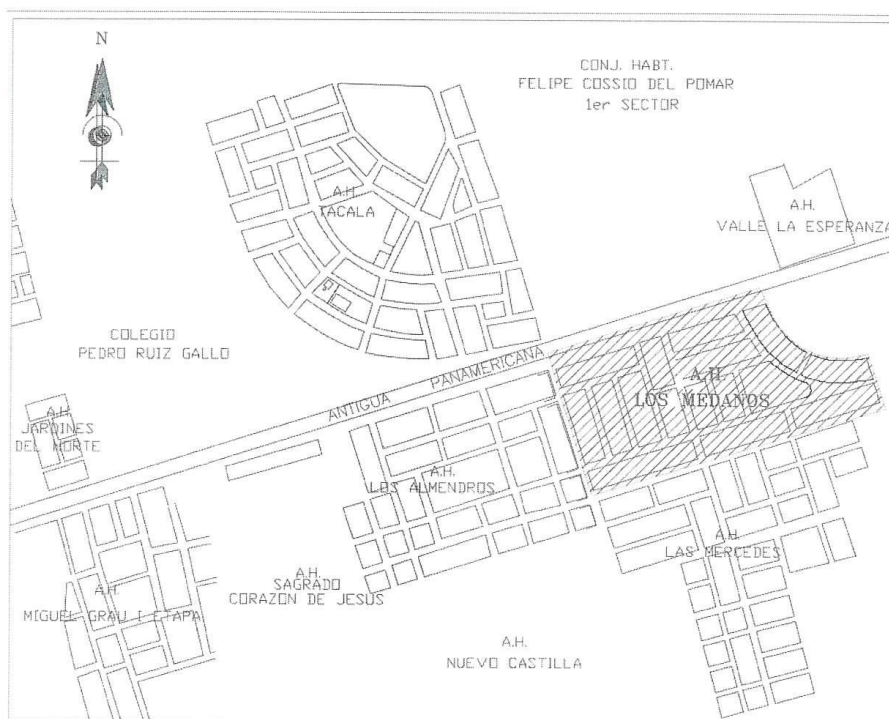 N
CONJ. HABT.
FELIPE COSSIO DEL POMAR
1er SECTOR
A.H.
TACALA
A.H.
VALLE LA ESPERANZA
COLEGIO
PEDRO RUIZ GALLO
ANTIGUA PANAMERICANA
A.H.
LOS MEDANOS
A.H.
JARDINES
DEL NORTE
A.H.
LOS ALMENDROS
A.H.
LAS MERCEDES
A.H.
SAGRADO
CORAZON DE JESUS
A.H.
MIGUEL GRAU I ETAPA
A.H.
NUEVO CASTILLA